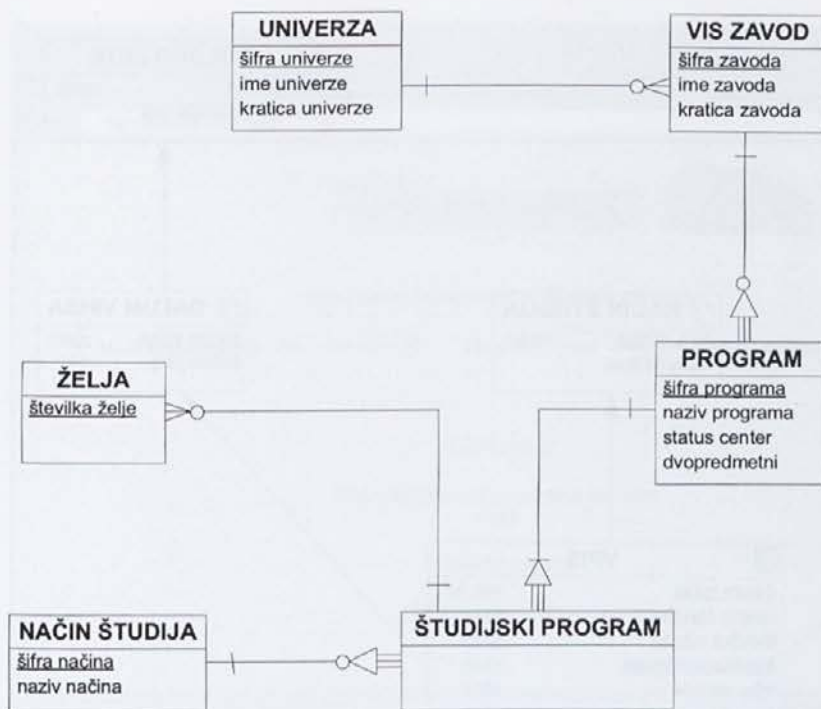 UNIVERZA
šifra univerze
ime univerze
kratica univerze
VIS ZAVOD
šifra zavoda
ime zavoda
kratica zavoda
PROGRAM
šifra programa
naziv programa
status center
dvopredmetni
ŽELJA
številka želje
NAČIN ŠTUDIJA
šifra načina
naziv načina
ŠTUDIJSKI PROGRAM